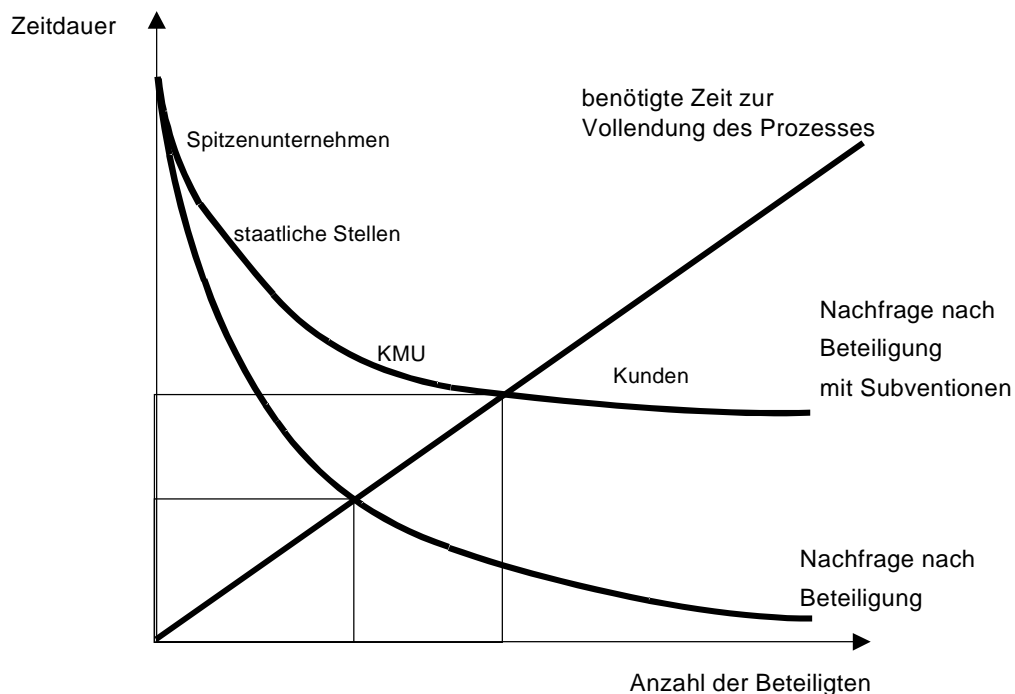 Zeitdauer
benötigte Zeit zur
Vollendung des Prozesses
Spitzenunternehmen
staatliche Stellen
Nachfrage nach
Beteiligung
mit Subventionen
KMU
Kunden
Nachfrage nach
Beteiligung
Anzahl der Beteiligten